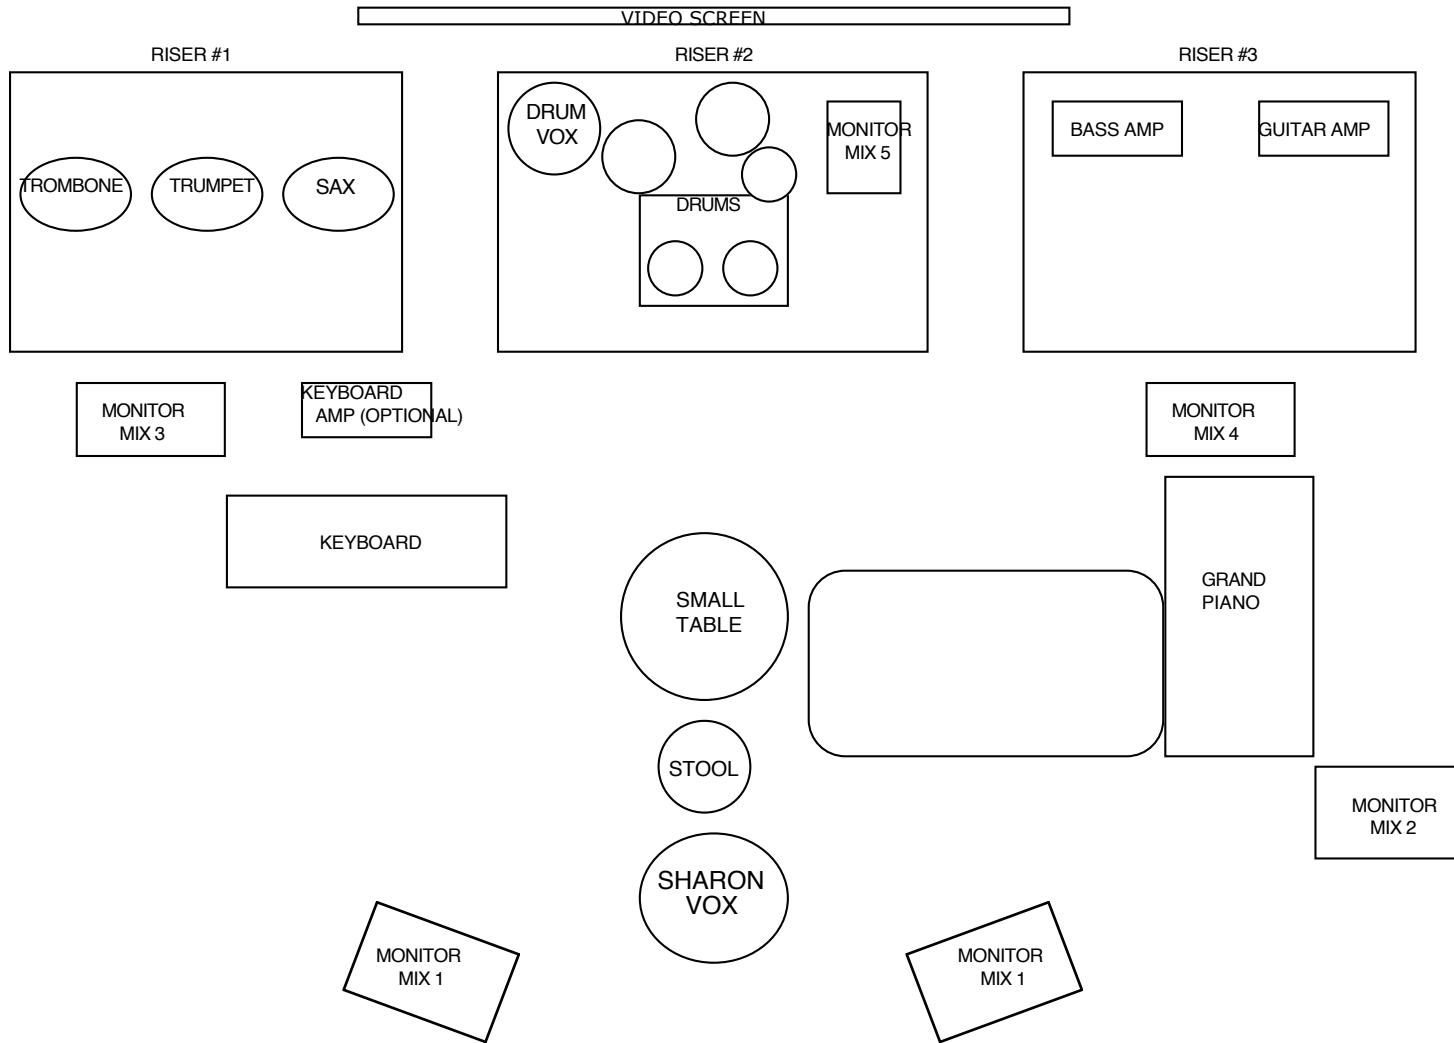 VIDEO SCREEN
RISER #1
RISER #2
RISER #3
TROMBONE
TRUMPET
SAX
DRUM
VOX
DRUMS
MONITOR
MIX 5
BASS AMP
GUITAR AMP
MONITOR
MIX 3
KEYBOARD
AMP (OPTIONAL)
MONITOR
MIX 4
KEYBOARD
SMALL
TABLE
GRAND
PIANO
STOOL
MONITOR
MIX 2
SHARON
VOX
MONITOR
MIX 1
MONITOR
MIX 1